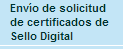 Envío de solicitud
de certificados de
Sello Digital